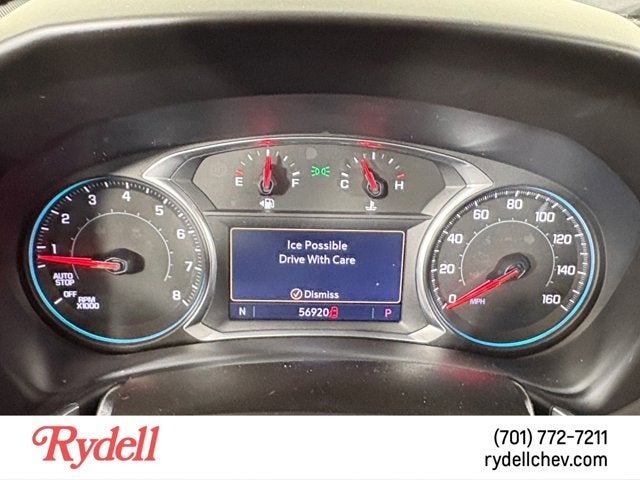 E F
C H
1 2 3 4 5 6 7 8
AUTO
STOP
OFF
RPM
X1000
Ice Possible
Drive With Care
Dismiss
N 56920 P
0 20 40 60 80 100 120 140 160
MPH
Rydell
(701) 772-7211
rydellchev.com